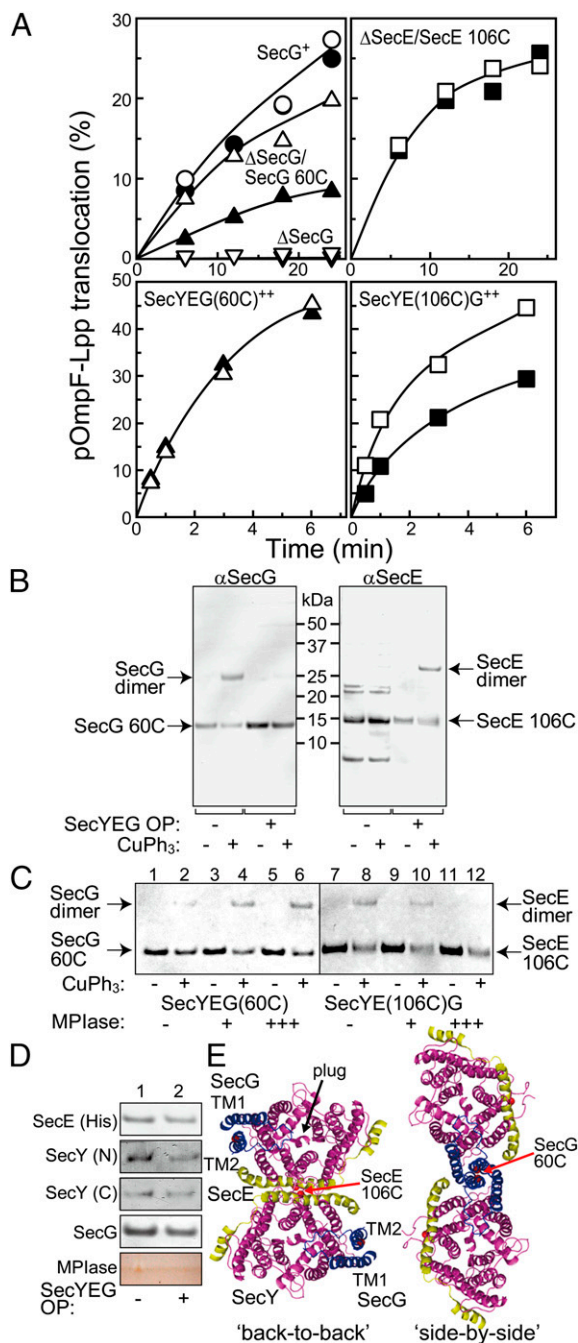 A
pOmpF-Lpp translocation (%)
30
20
10
0
SecG⁺
ΔSecG/
SecG 60C
ΔSecG
0 10 20
ΔSecE/SecE 106C
0 10 20
50
40
30
20
10
0
SecYEG(60C)⁺⁺
0 2 4 6
SecYE(106C)G⁺⁺
0 2 4 6
Time (min)
B
αSecG kDa αSecE
50
37
25
20
15
10
SecG
dimer
SecG 60C
SecE
dimer
SecE 106C
SecYEG OP: - + - +
CuPh₃: - + - + - + - +
C
SecG
dimer
SecG
60C
1 2 3 4 5 6 7 8 9 10 11 12
SecE
dimer
SecE
106C
CuPh₃: - + - + - + - + - + - +
SecYEG(60C) SecYE(106C)G
MPIase: - + +++ - + +++
D
1 2
SecE (His)
SecY (N)
SecY (C)
SecG
MPIase
SecYEG
OP: - +
E
SecG
TM1
plug
TM2
SecE
SecE
106C
TM2
TM1
SecY SecG
'back-to-back'
SecG
60C
'side-by-side'